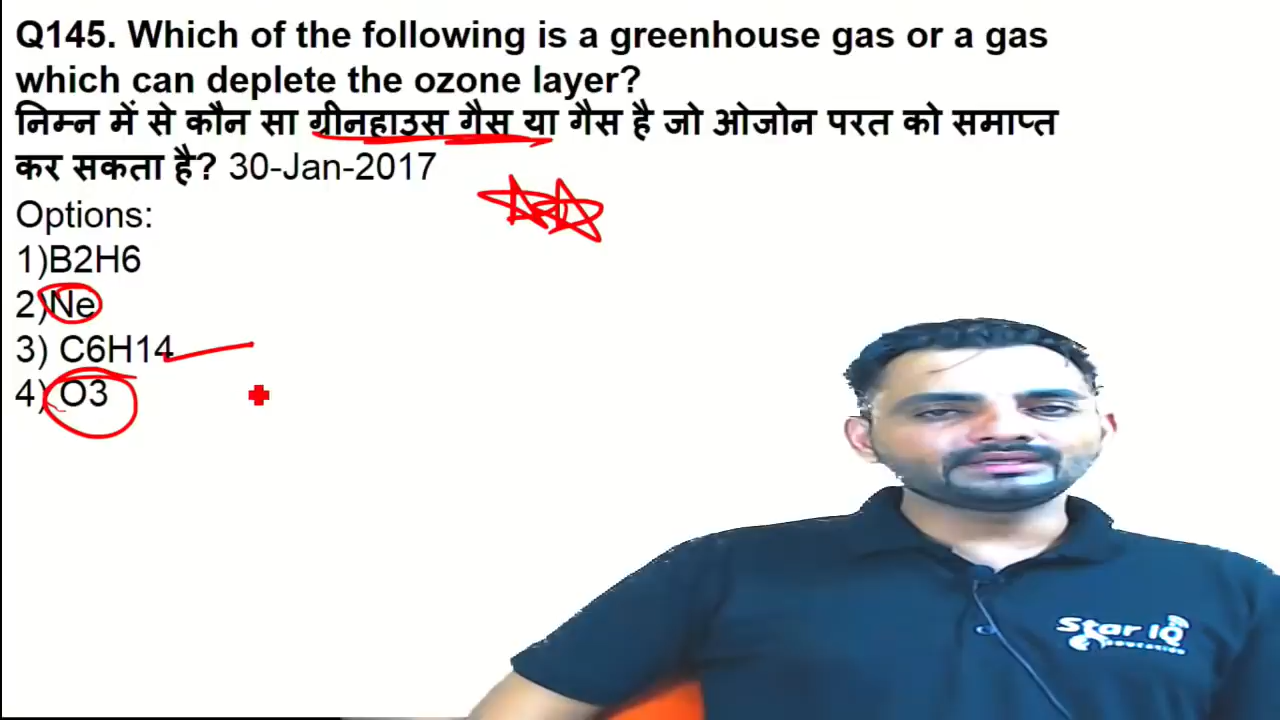 Q145. Which of the following is a greenhouse gas or a gas
which can deplete the ozone layer?
निम्न में से कौन सा ग्रीनहाउस गैस या गैस है जो ओजोन परत को समाप्त
कर सकता है? 30-Jan-2017
Options:
1)B2H6
2)Ne
3) C6H14
4) O3
Star IQ
education